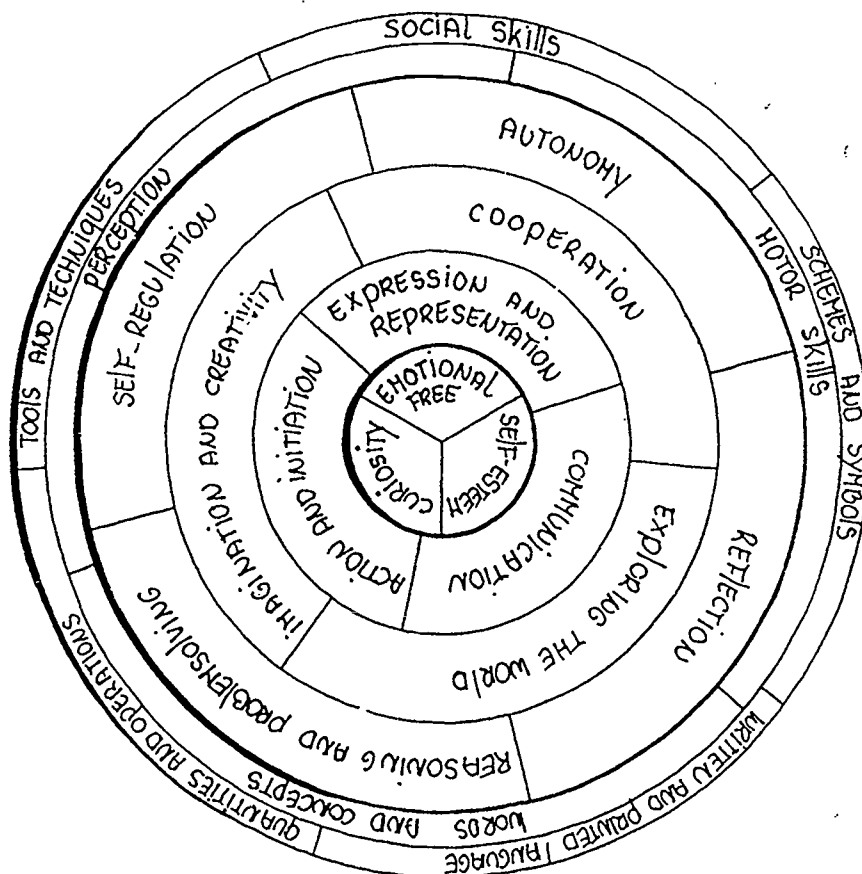 SOCIAL SKILLS
AUTONOMY
COOPERATION
EXPRESSION AND
REPRESENTATION
EMOTIONAL
FREE
SELF-ESTEEM
CURIOSITY
COMMUNICATION
ACTION AND INITIATION
EXPLORING THE WORLD
IMAGINATION AND CREATIVITY
REFLECTION
REASONING AND PROBLEMSOLVING
SELF-REGULATION
MOTOR SKILLS
WORDS AND CONCEPTS
PERCEPTION
SCHEMES AND SYMBOLS
WRITTEN AND PRINTED LANGUAGE
QUANTITIES AND OPERATIONS
TOOLS AND TECHNIQUES